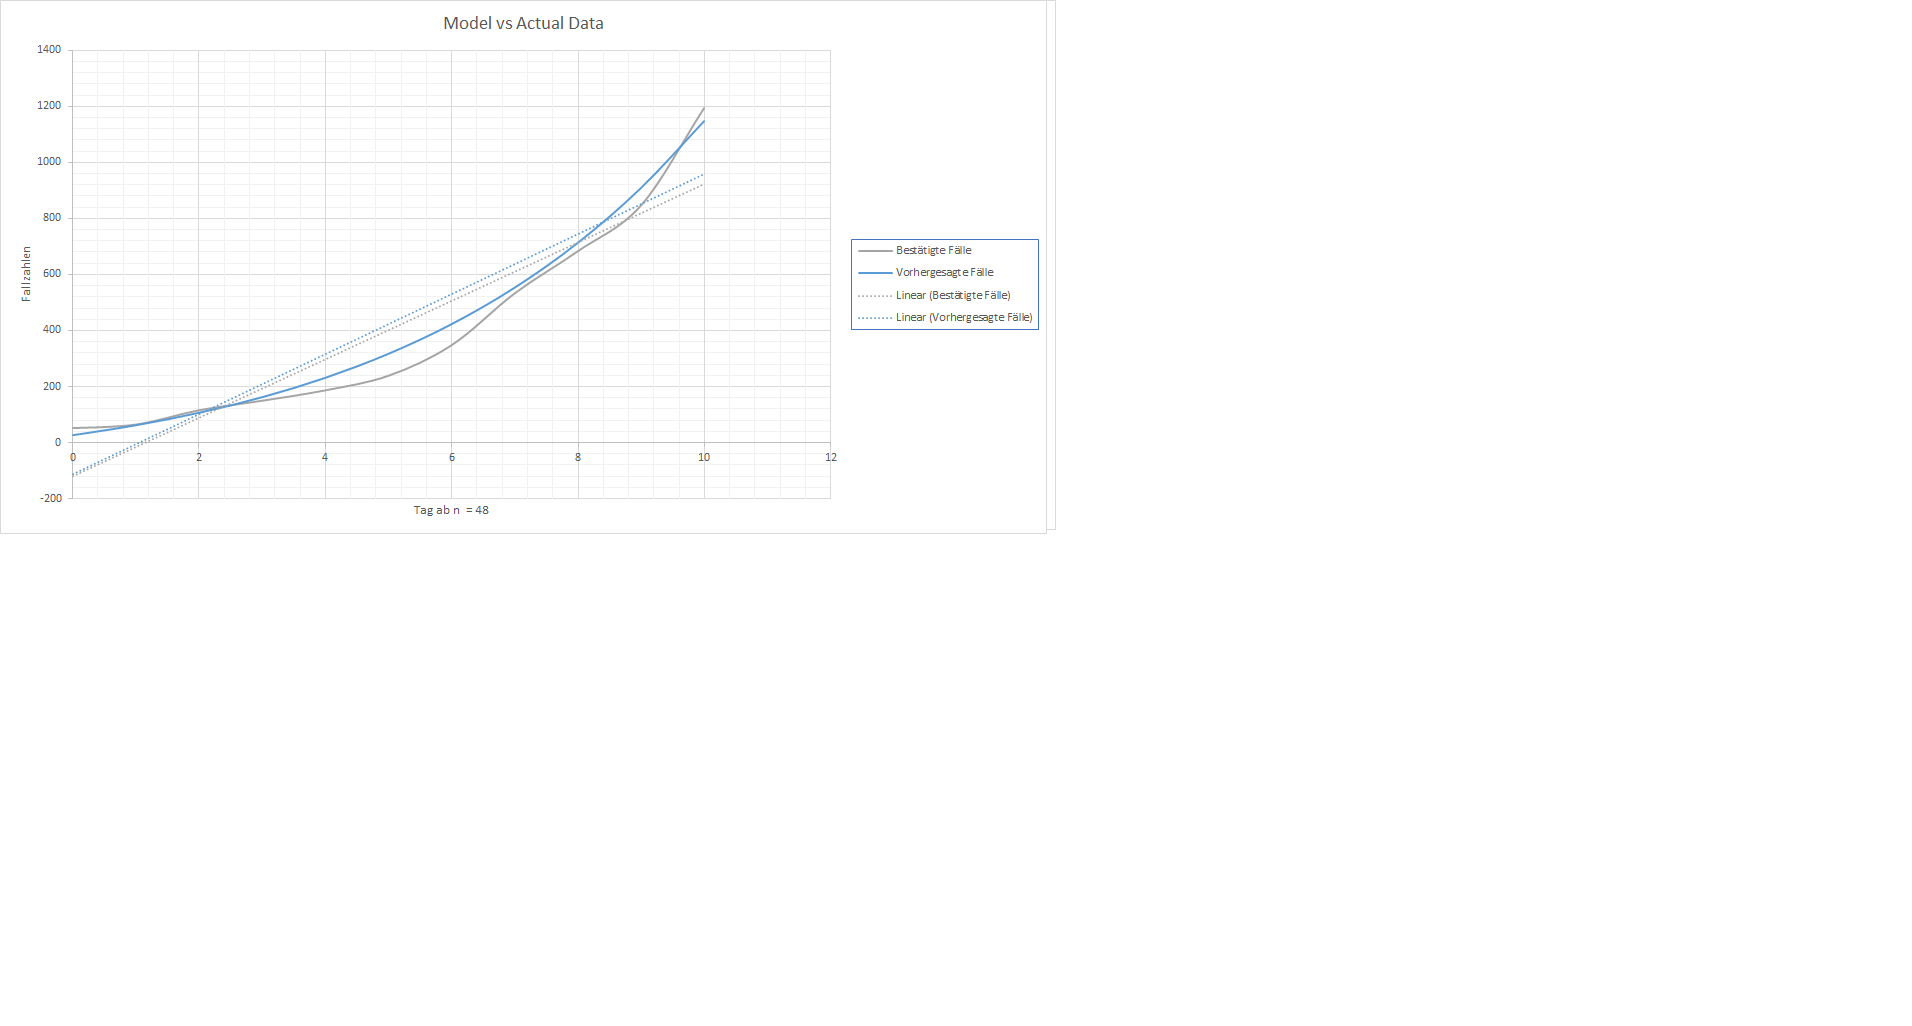 Model vs Actual Data
1400
1200
1000
800
600
400
200
0
-200
Fallzahlen
0 2 4 6 8 10 12
Tag ab n = 48
Bestätigte Fälle
Vorhergesagte Fälle
Linear (Bestätigte Fälle)
Linear (Vorhergesagte Fälle)